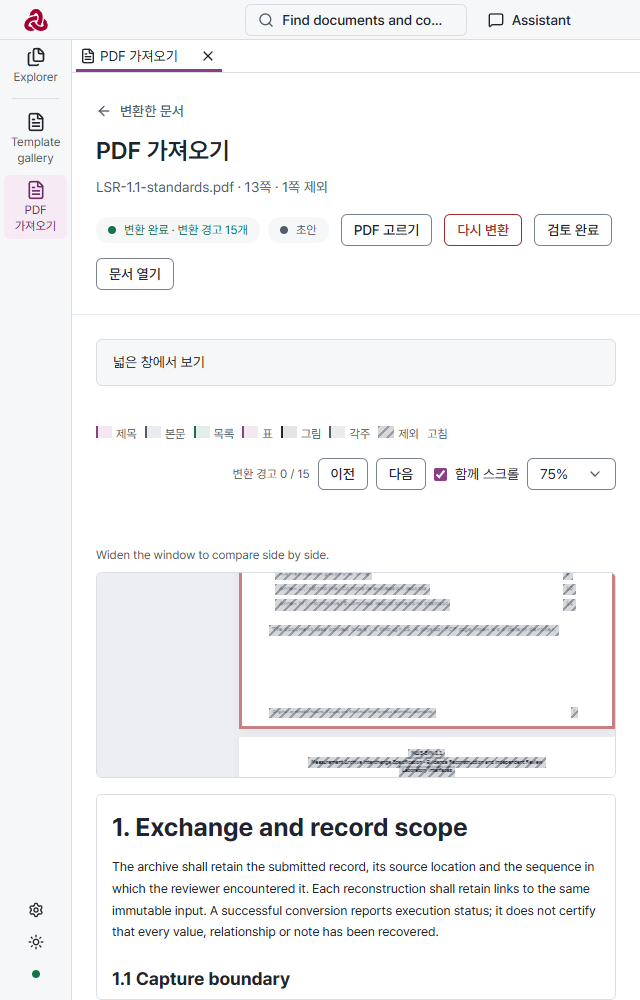 Find documents and co...
Assistant
Explorer
Template gallery
PDF 가져오기
PDF 가져오기
변환한 문서
PDF 가져오기
LSR-1.1-standards.pdf · 13쪽 · 1쪽 제외
변환 완료 · 변환 경고 15개
초안
PDF 고르기
다시 변환
검토 완료
문서 열기
넓은 창에서 보기
제목 본문 목록 표 그림 각주 제외 고침
변환 경고 0 / 15
이전
다음
함께 스크롤
75%
Widen the window to compare side by side.
1. Exchange and record scope
The archive shall retain the submitted record, its source location and the sequence in
which the reviewer encountered it. Each reconstruction shall retain links to the same
immutable input. A successful conversion reports execution status; it does not certify
that every value, relationship or note has been recovered.
1.1 Capture boundary